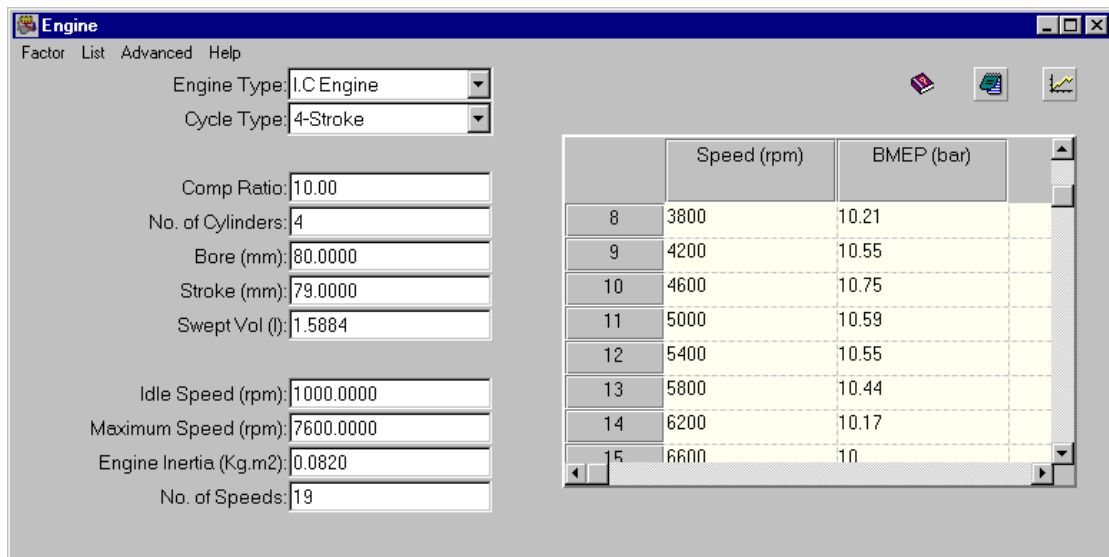 Engine
Factor List Advanced Help
Engine Type: I.C Engine
Cycle Type: 4-Stroke
Comp Ratio: 10.00
No. of Cylinders: 4
Bore (mm): 80.0000
Stroke (mm): 79.0000
Swept Vol (l): 1.5884
Idle Speed (rpm): 1000.0000
Maximum Speed (rpm): 7600.0000
Engine Inertia (Kg.m2): 0.0820
No. of Speeds: 19
Speed (rpm) BMEP (bar)
8 3800 10.21
9 4200 10.55
10 4600 10.75
11 5000 10.59
12 5400 10.55
13 5800 10.44
14 6200 10.17
15 6600 10